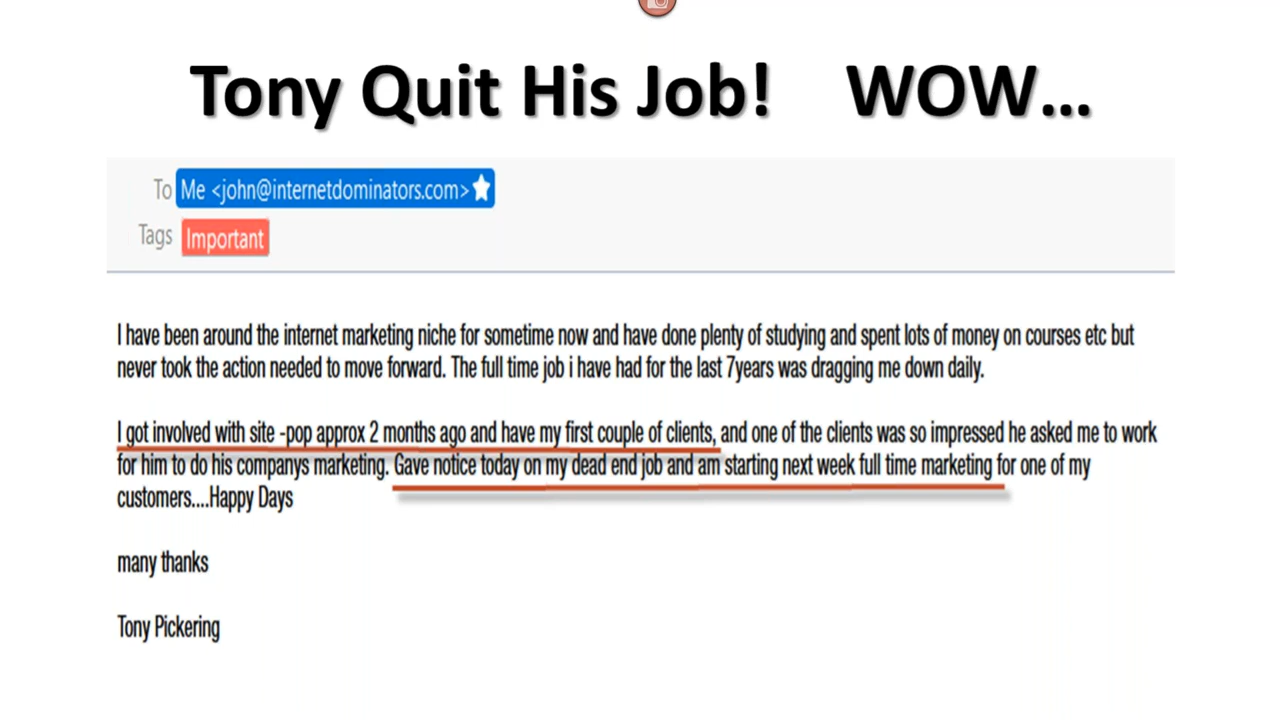 Tony Quit His Job! WOW...
To Me <john@internetdominators.com>
Tags Important
I have been around the internet marketing niche for sometime now and have done plenty of studying and spent lots of money on courses etc but
never took the action needed to move forward. The full time job i have had for the last 7years was dragging me down daily.
I got involved with site -pop approx 2 months ago and have my first couple of clients, and one of the clients was so impressed he asked me to work
for him to do his companys marketing. Gave notice today on my dead end job and am starting next week full time marketing for one of my
customers....Happy Days
many thanks
Tony Pickering